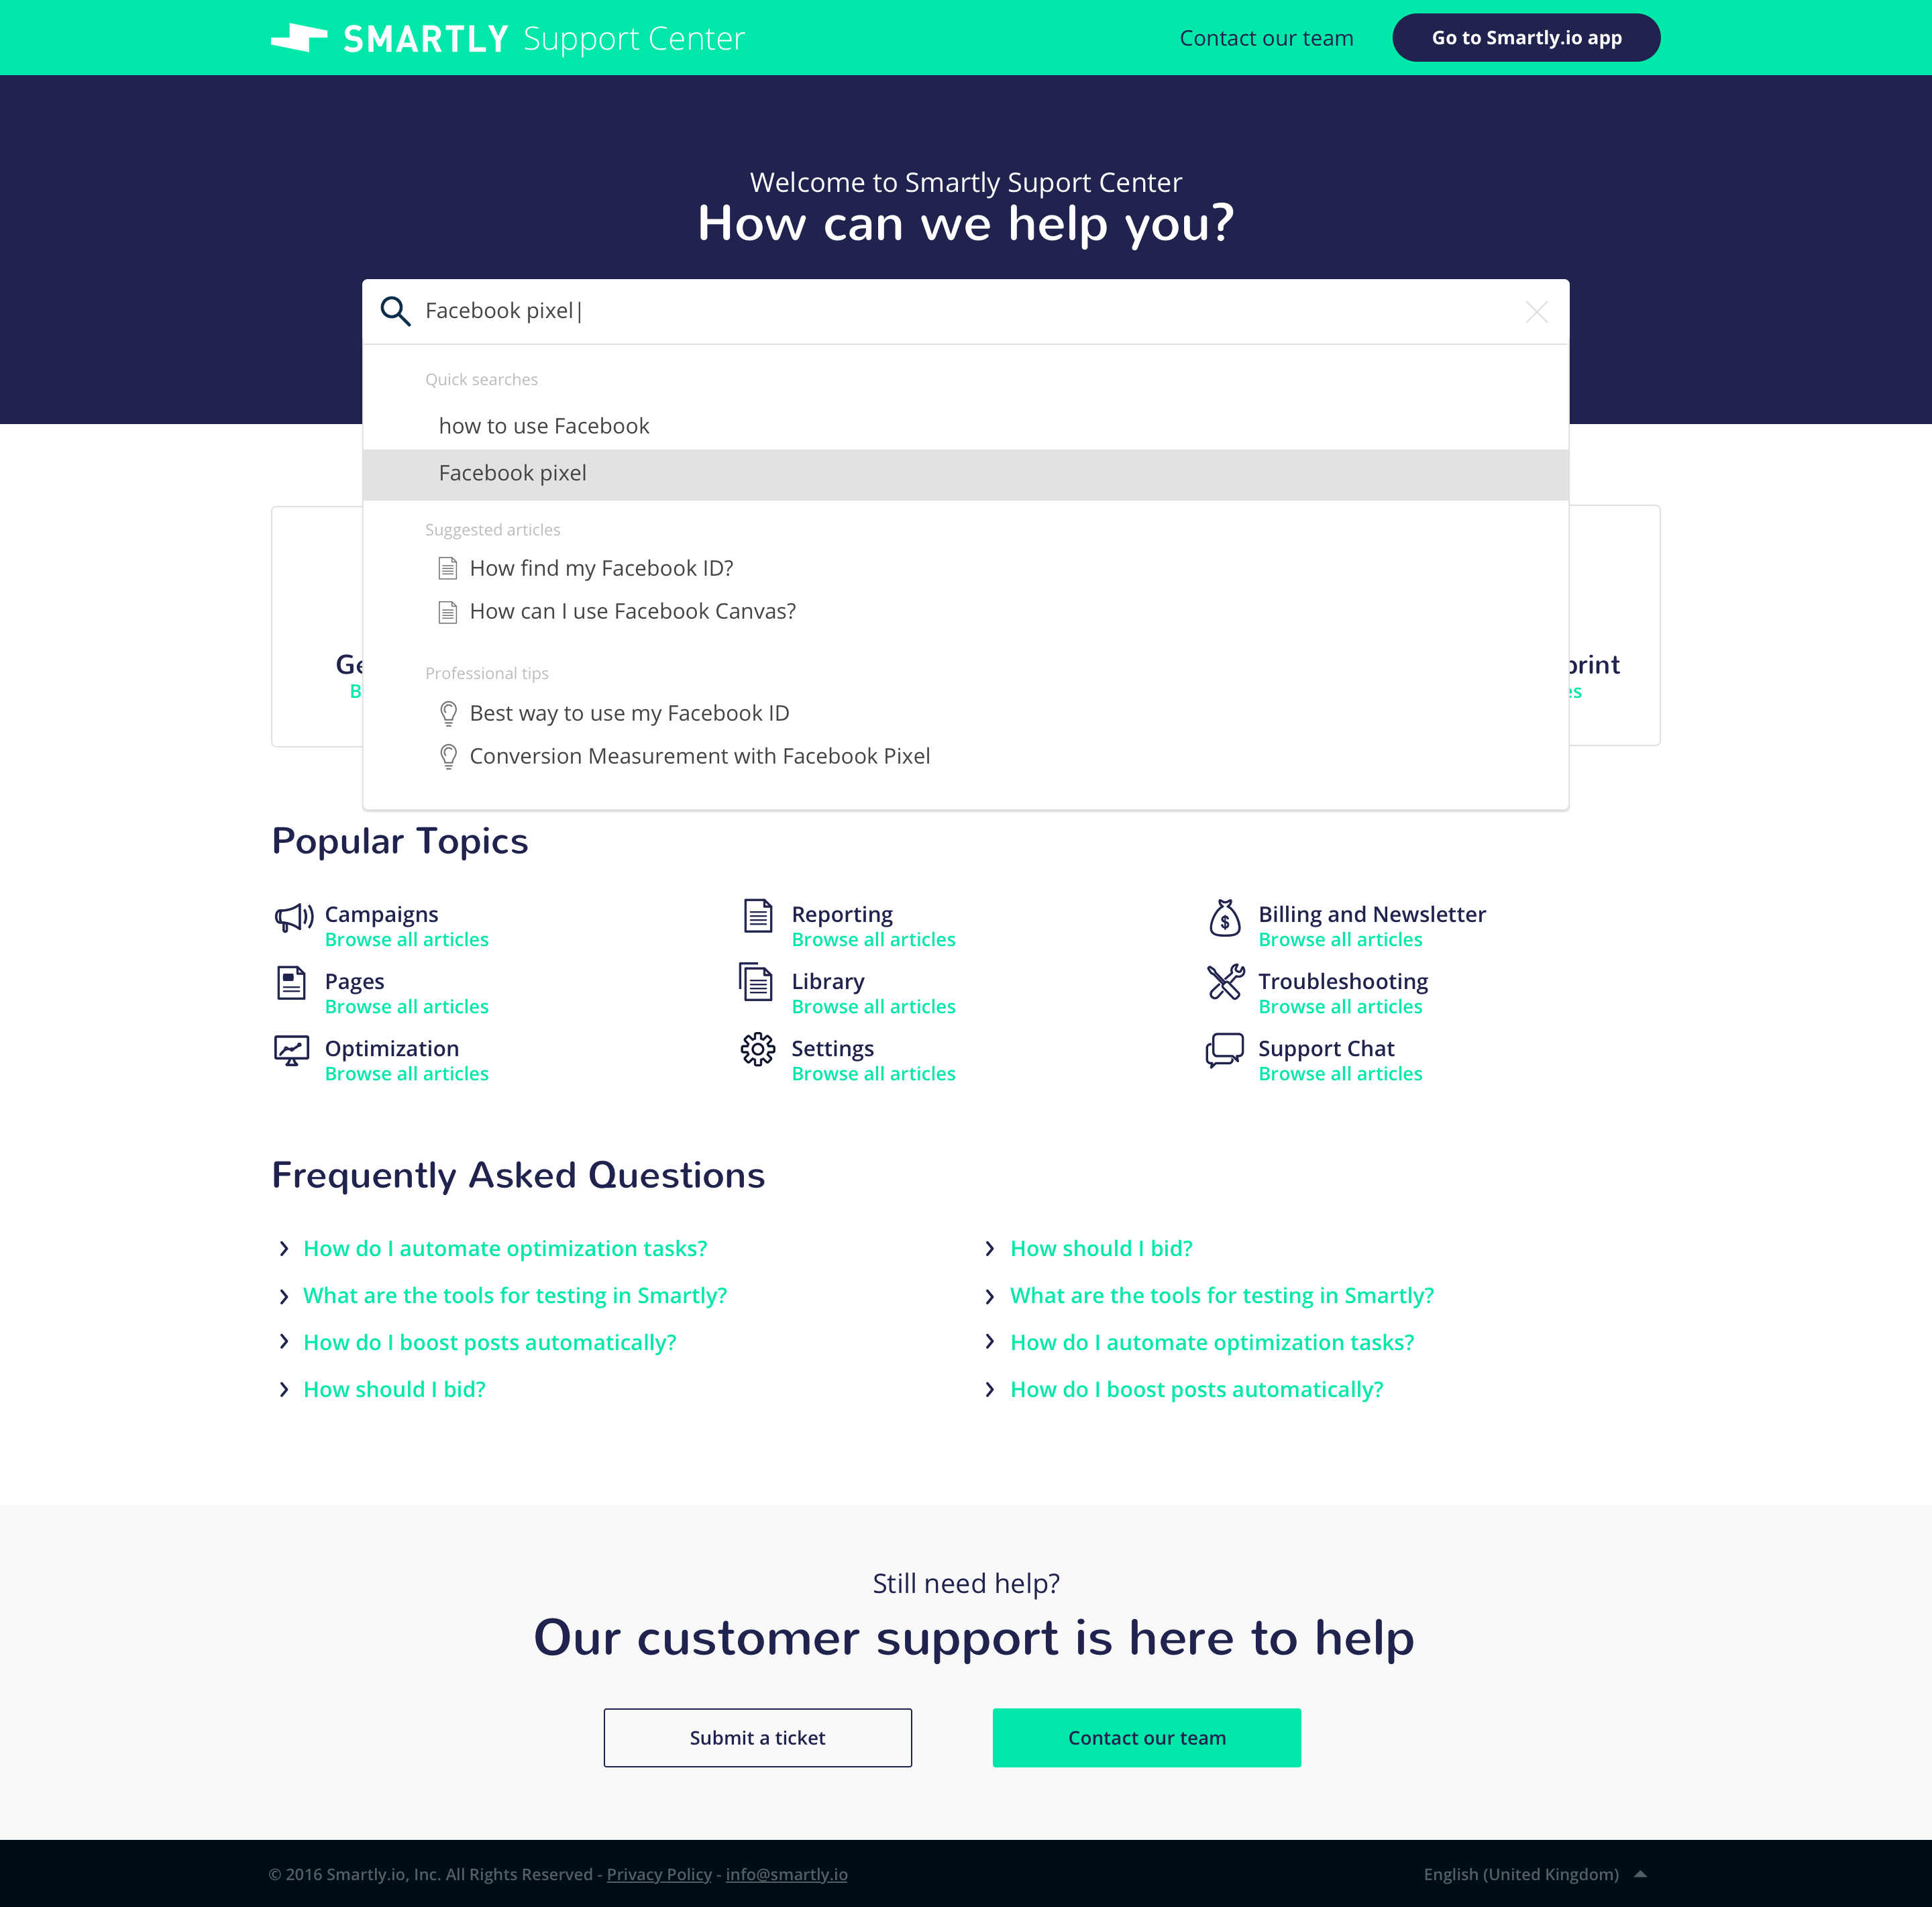 SMARTLY Support Center
Contact our team
Go to Smartly.io app
Welcome to Smartly Suport Center
How can we help you?
Facebook pixel
Quick searches
how to use Facebook
Facebook pixel
Suggested articles
How find my Facebook ID?
How can I use Facebook Canvas?
Professional tips
Best way to use my Facebook ID
Conversion Measurement with Facebook Pixel
Popular Topics
Campaigns
Browse all articles
Reporting
Browse all articles
Billing and Newsletter
Browse all articles
Pages
Browse all articles
Library
Browse all articles
Troubleshooting
Browse all articles
Optimization
Browse all articles
Settings
Browse all articles
Support Chat
Browse all articles
Frequently Asked Questions
How do I automate optimization tasks?
What are the tools for testing in Smartly?
How do I boost posts automatically?
How should I bid?
How should I bid?
What are the tools for testing in Smartly?
How do I automate optimization tasks?
How do I boost posts automatically?
Still need help?
Our customer support is here to help
Submit a ticket
Contact our team
© 2016 Smartly.io, Inc. All Rights Reserved - Privacy Policy - info@smartly.io
English (United Kingdom)